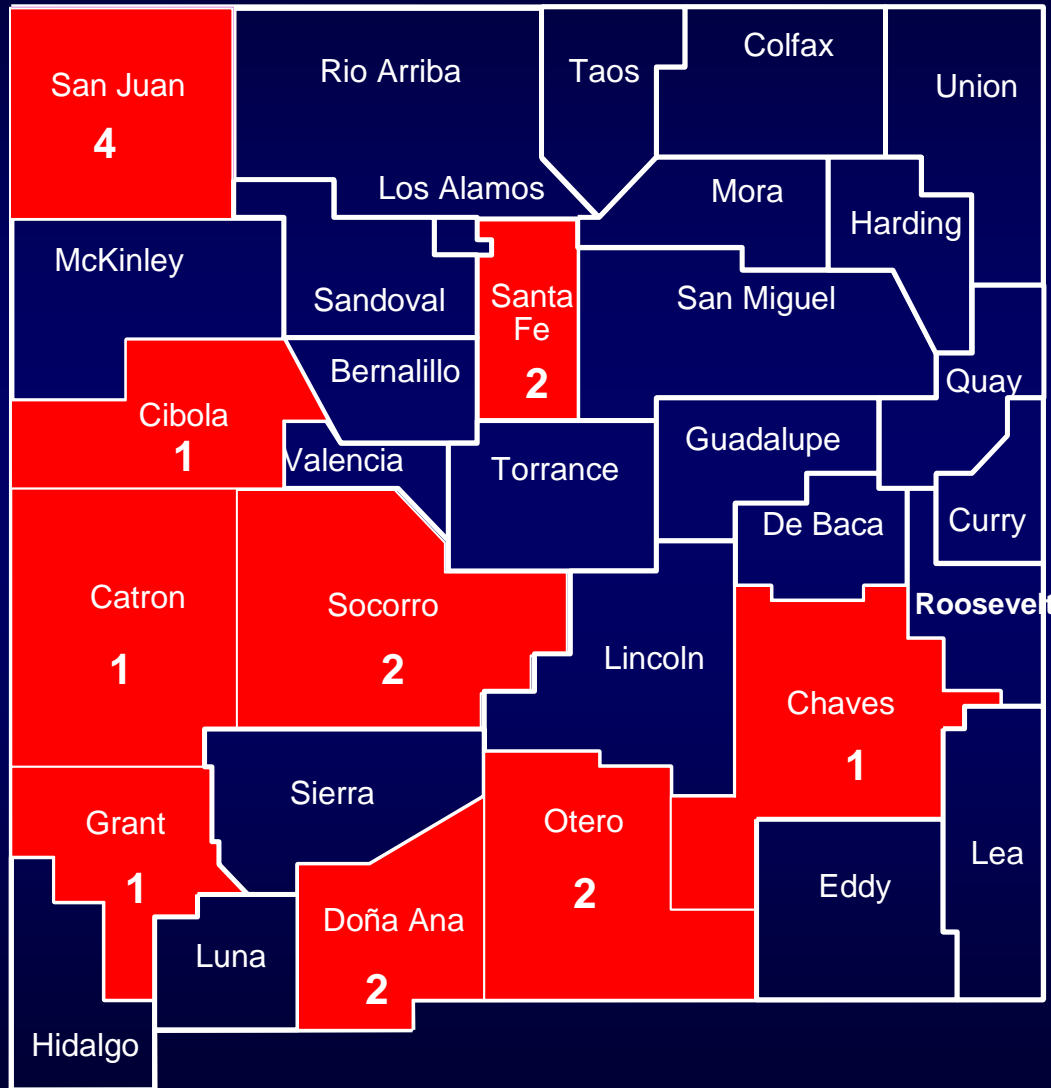 San Juan
4
Rio Arriba
Taos
Colfax
Union
Los Alamos
Mora
Harding
McKinley
Sandoval
Santa
Fe
2
San Miguel
Bernalillo
Quay
Cibola
1
Valencia
Torrance
Guadalupe
De Baca
Curry
Catron
1
Socorro
2
Roosevelt
Lincoln
Chaves
1
Sierra
Grant
1
Otero
2
Doña Ana
2
Eddy
Lea
Luna
Hidalgo